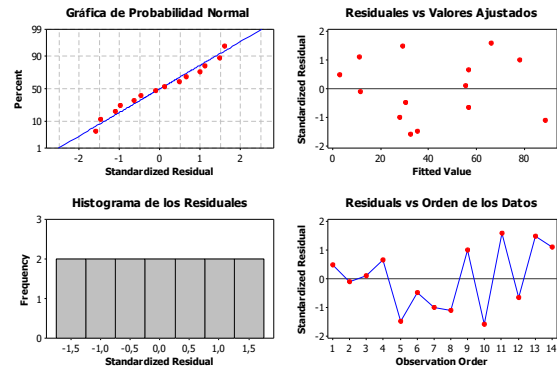 Gráfica de Probabilidad Normal
Percent
99
90
50
10
1
-2 -1 0 1 2
Standardized Residual
Residuales vs Valores Ajustados
Standardized Residual
2
1
0
-1
-2
0 20 40 60 80
Fitted Value
Histograma de los Residuales
Frequency
3
2
1
0
-1,5 -1,0 -0,5 0,0 0,5 1,0 1,5
Standardized Residual
Residuals vs Orden de los Datos
Standardized Residual
2
1
0
-1
-2
1 2 3 4 5 6 7 8 9 10 11 12 13 14
Observation Order